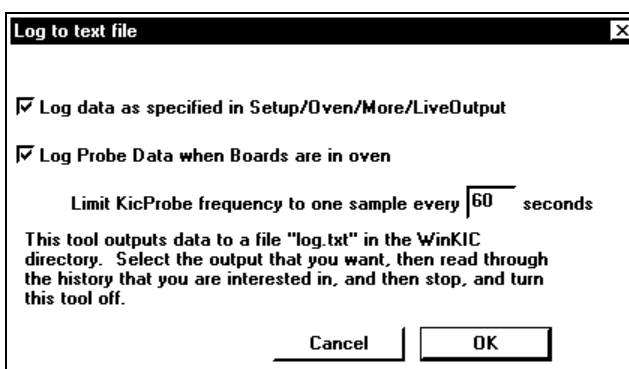 Log to text file
Log data as specified in Setup/Oven/More/LiveOutput
Log Probe Data when Boards are in oven
Limit KicProbe frequency to one sample every 60 seconds
This tool outputs data to a file "log.txt" in the WinKIC
directory. Select the output that you want, then read through
the history that you are interested in, and then stop, and turn
this tool off.
Cancel OK